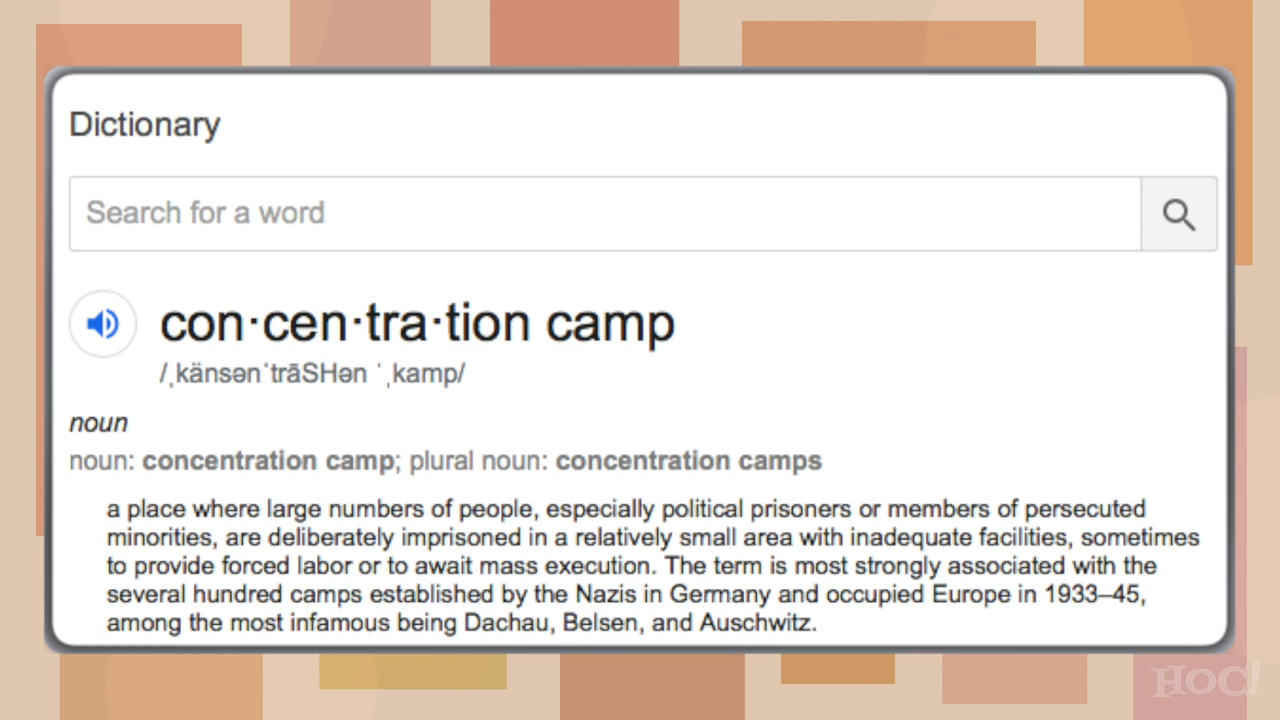 Dictionary
Search for a word
con·cen·tra·tion camp
/ˌkänsənˈtrāSHən ˈˌkamp/
noun
noun: concentration camp; plural noun: concentration camps
a place where large numbers of people, especially political prisoners or members of persecuted
minorities, are deliberately imprisoned in a relatively small area with inadequate facilities, sometimes
to provide forced labor or to await mass execution. The term is most strongly associated with the
several hundred camps established by the Nazis in Germany and occupied Europe in 1933–45,
among the most infamous being Dachau, Belsen, and Auschwitz.
HOC!